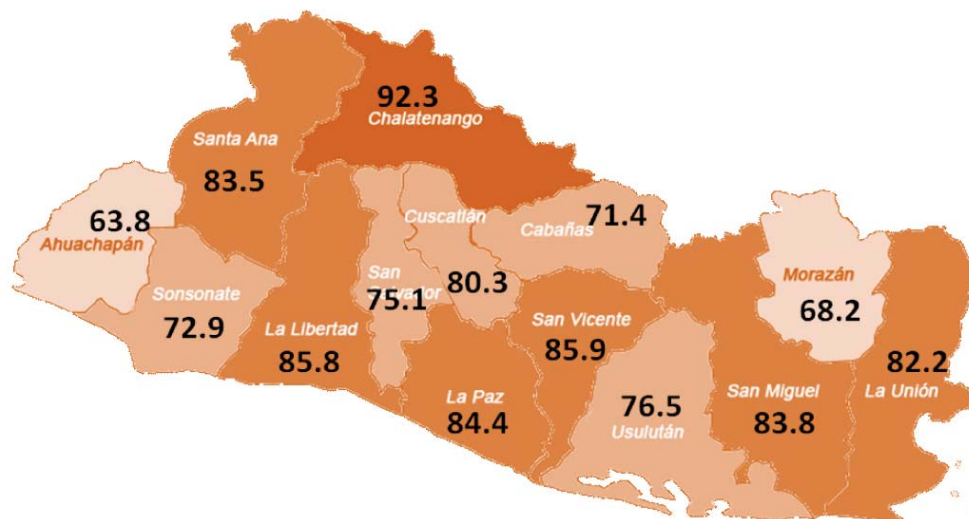 92.3
Chalatenango
Santa Ana
83.5
63.8
Ahuachapán
Cuscatlán
71.4
Cabañas
San
Salvador
75.1
80.3
Sonsonate
72.9
La Libertad
85.8
San Vicente
85.9
Morazán
68.2
82.2
La Unión
La Paz
84.4
76.5
Usulután
San Miguel
83.8